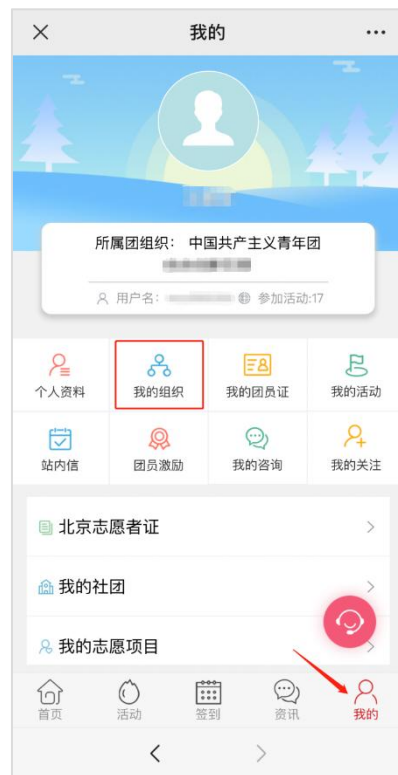 我的
所属团组织： 中国共产主义青年团
用户名： 参加活动:17
个人资料 我的组织 我的团员证 我的活动
站内信 团员激励 我的咨询 我的关注
北京志愿者证
我的社团
我的志愿项目
首页 活动 签到 资讯 我的